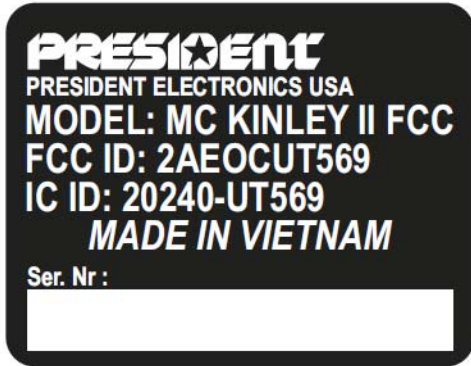 PRESIDENT
PRESIDENT ELECTRONICS USA
MODEL: MC KINLEY II FCC
FCC ID: 2AEOCUT569
IC ID: 20240-UT569
MADE IN VIETNAM
Ser. Nr :